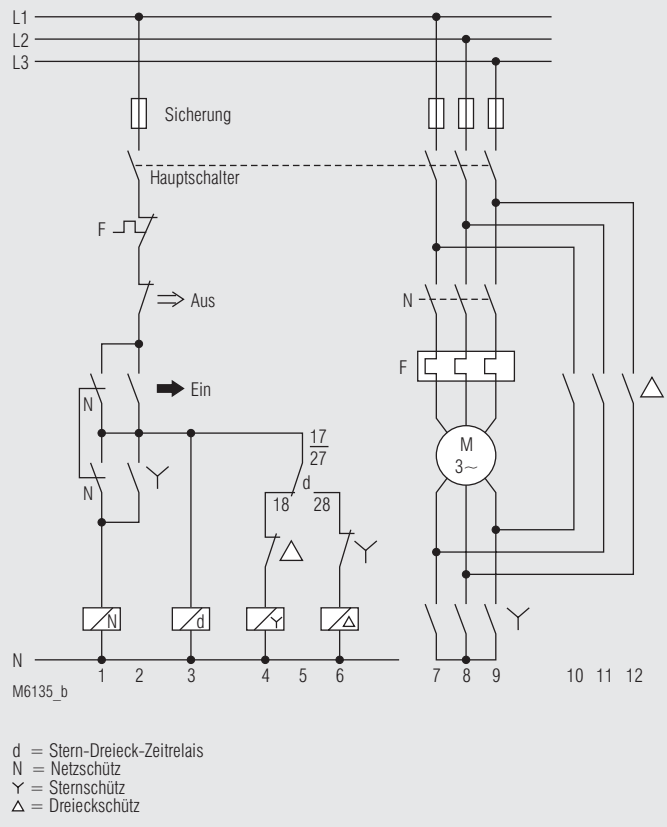 L1
L2
L3
Sicherung
Hauptschalter
F
Aus
N
F
Ein
N
17
27
M
3~
d
N
18 28
N d
N
1 2 3 4 5 6 7 8 9 10 11 12
M6135_b
d = Stern-Dreieck-Zeitrelais
N = Netzschütz
Y = Sternschütz
△ = Dreieckschütz